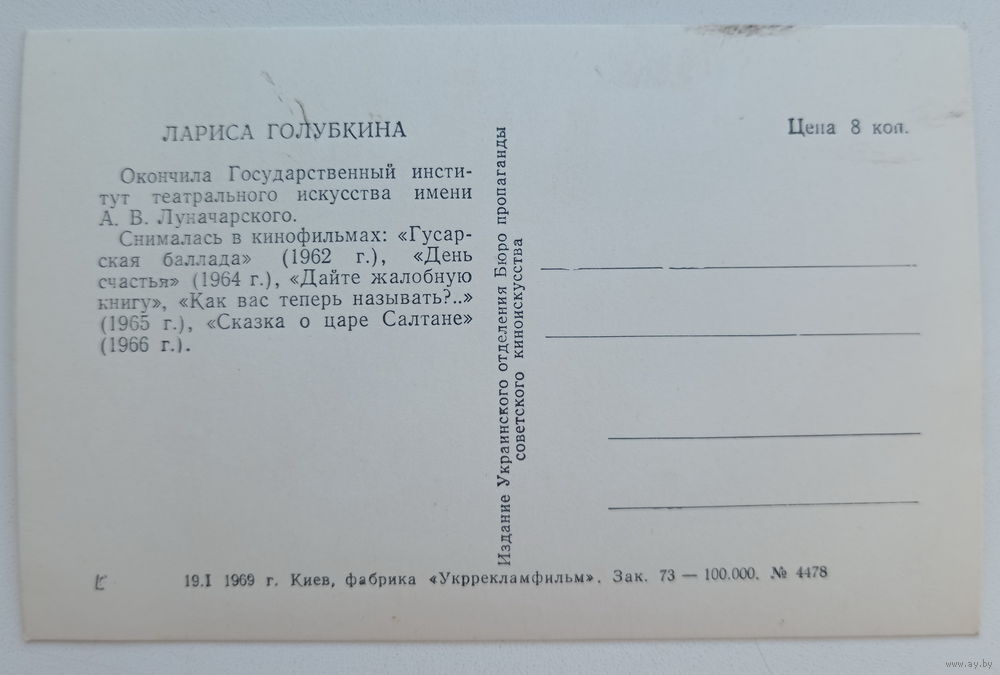 ЛАРИСА ГОЛУБКИНА
Окончила Государственный инсти-
тут театрального искусства имени
А. В. Луначарского.
Снималась в кинофильмах: «Гусар-
ская баллада» (1962 г.), «День
счастья» (1964 г.), «Дайте жалобную
книгу», «Как вас теперь называть?..»
(1965 г.), «Сказка о царе Салтане»
(1966 г.).
Издание Украинского отделения Бюро пропаганды
советского киноискусства
Цена 8 коп.
19.I 1969 г. Киев, фабрика «Укррекламфильм». Зак. 73 — 100.000. № 4478
www.ay.by